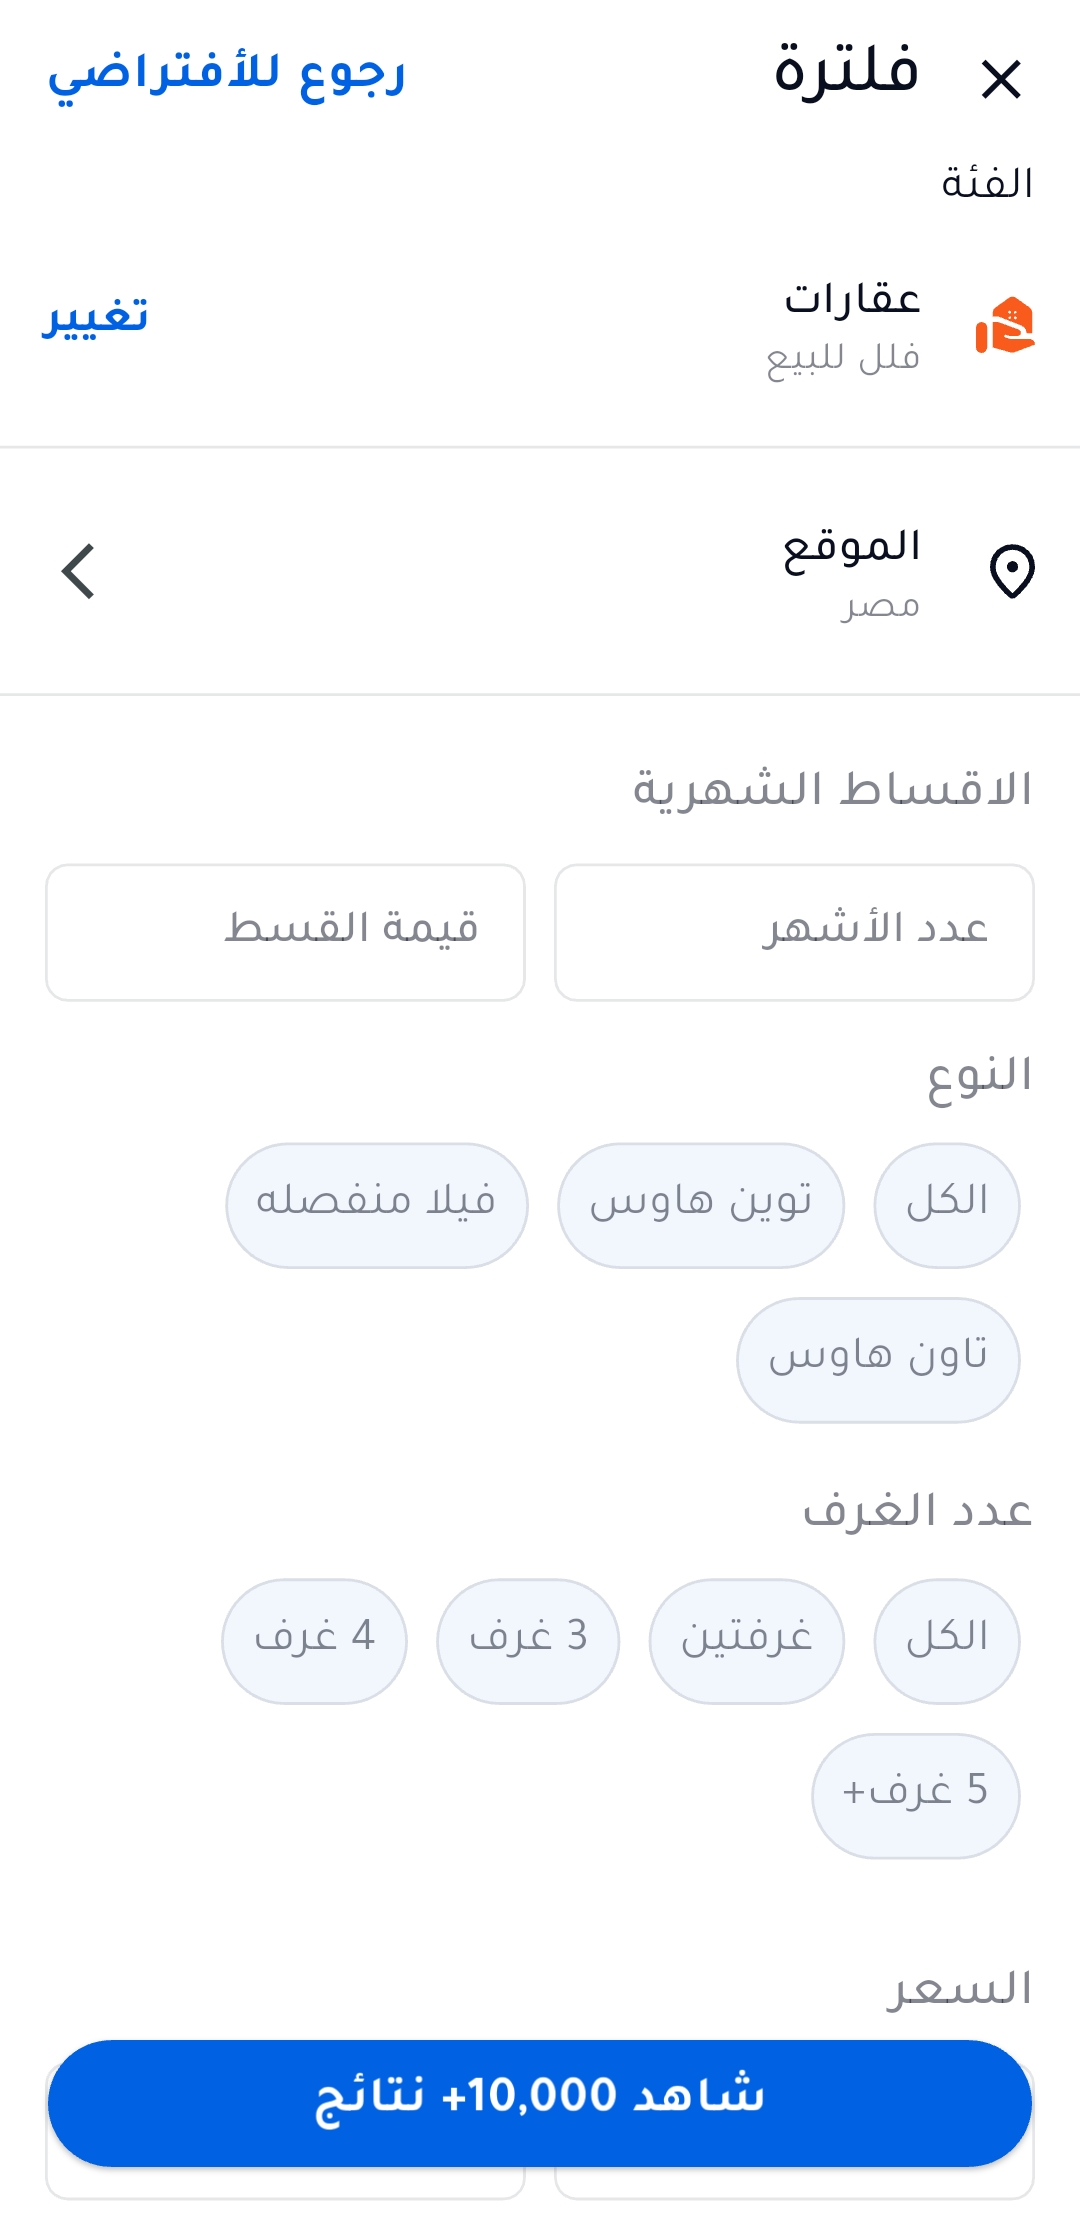 فلترة
رجوع للأفتراضي
الفئة
عقارات
فلل للبيع
تغيير
الموقع
مصر
الاقساط الشهرية
عدد الأشهر
قيمة القسط
النوع
الكل
توين هاوس
فيلا منفصله
تاون هاوس
عدد الغرف
الكل
غرفتين
3 غرف
4 غرف
5 غرف+
السعر
شاهد 10,000+ نتائج